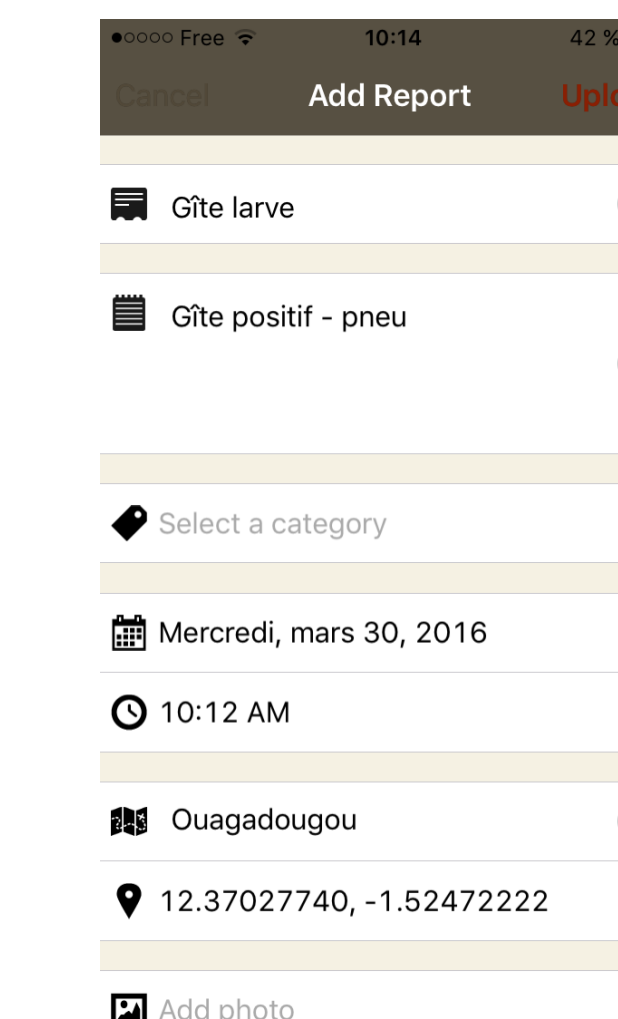 Free 10:14 42 %
Cancel Add Report
Gîte larve
Gîte positif - pneu
Select a category
Mercredi, mars 30, 2016
10:12 AM
Ouagadougou
12.37027740, -1.52472222
Add photo